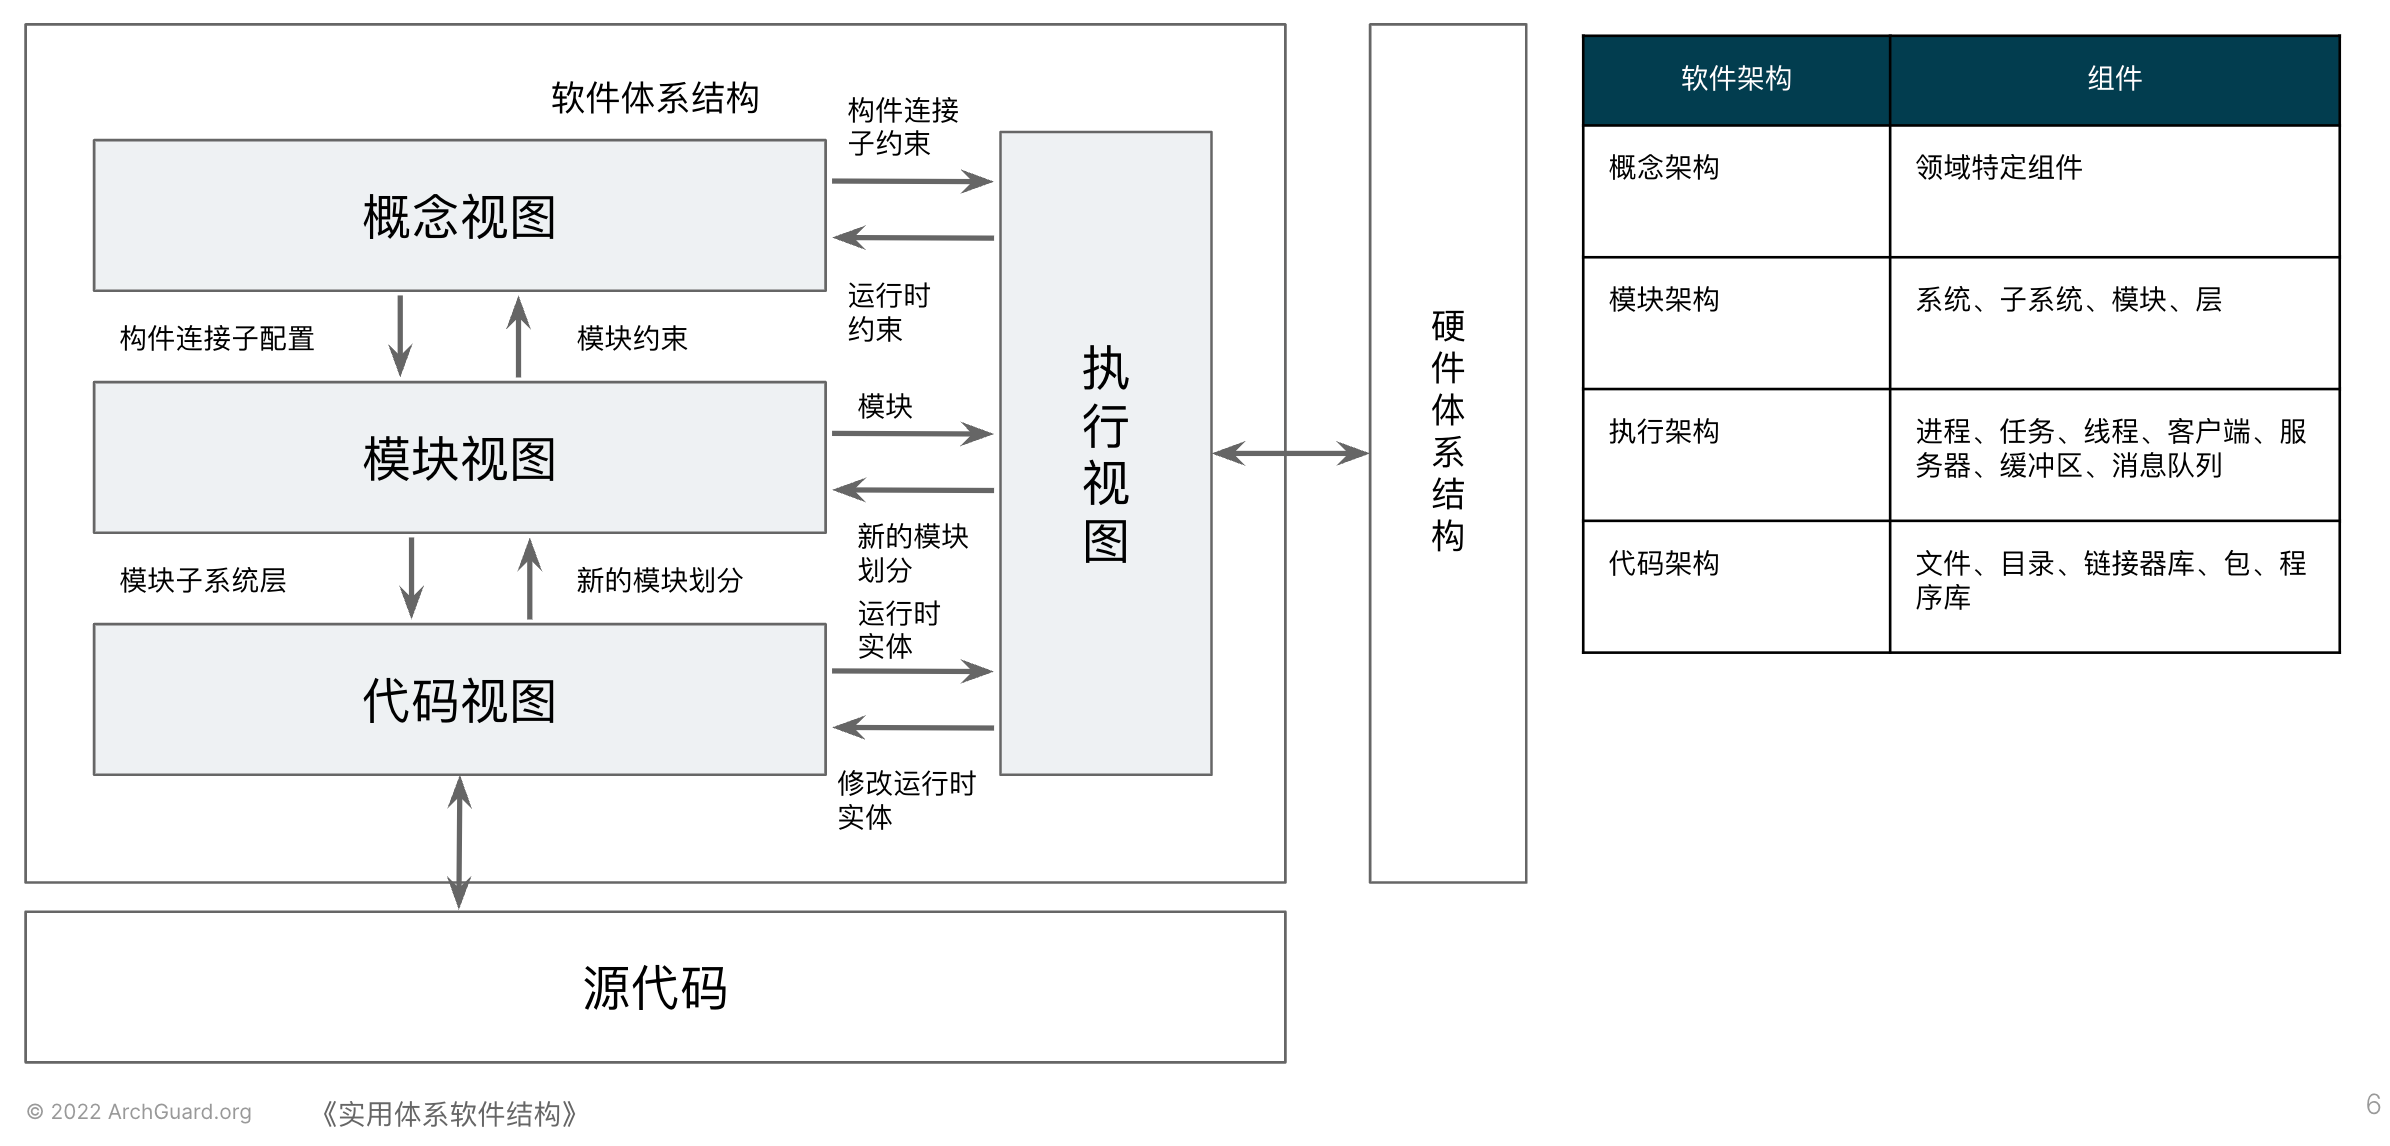 软件体系结构
构件连接
子约束
概念视图
运行时
约束
构件连接子配置
模块约束
模块
模块视图
新的模块
划分
模块子系统层
新的模块划分
运行时
实体
代码视图
修改运行时
实体
执
行
视
图
硬
件
体
系
结
构
源代码
软件架构
组件
概念架构
领域特定组件
模块架构
系统、子系统、模块、层
执行架构
进程、任务、线程、客户端、服
务器、缓冲区、消息队列
代码架构
文件、目录、链接器库、包、程
序库
© 2022 ArchGuard.org
《实用体系软件结构》
6